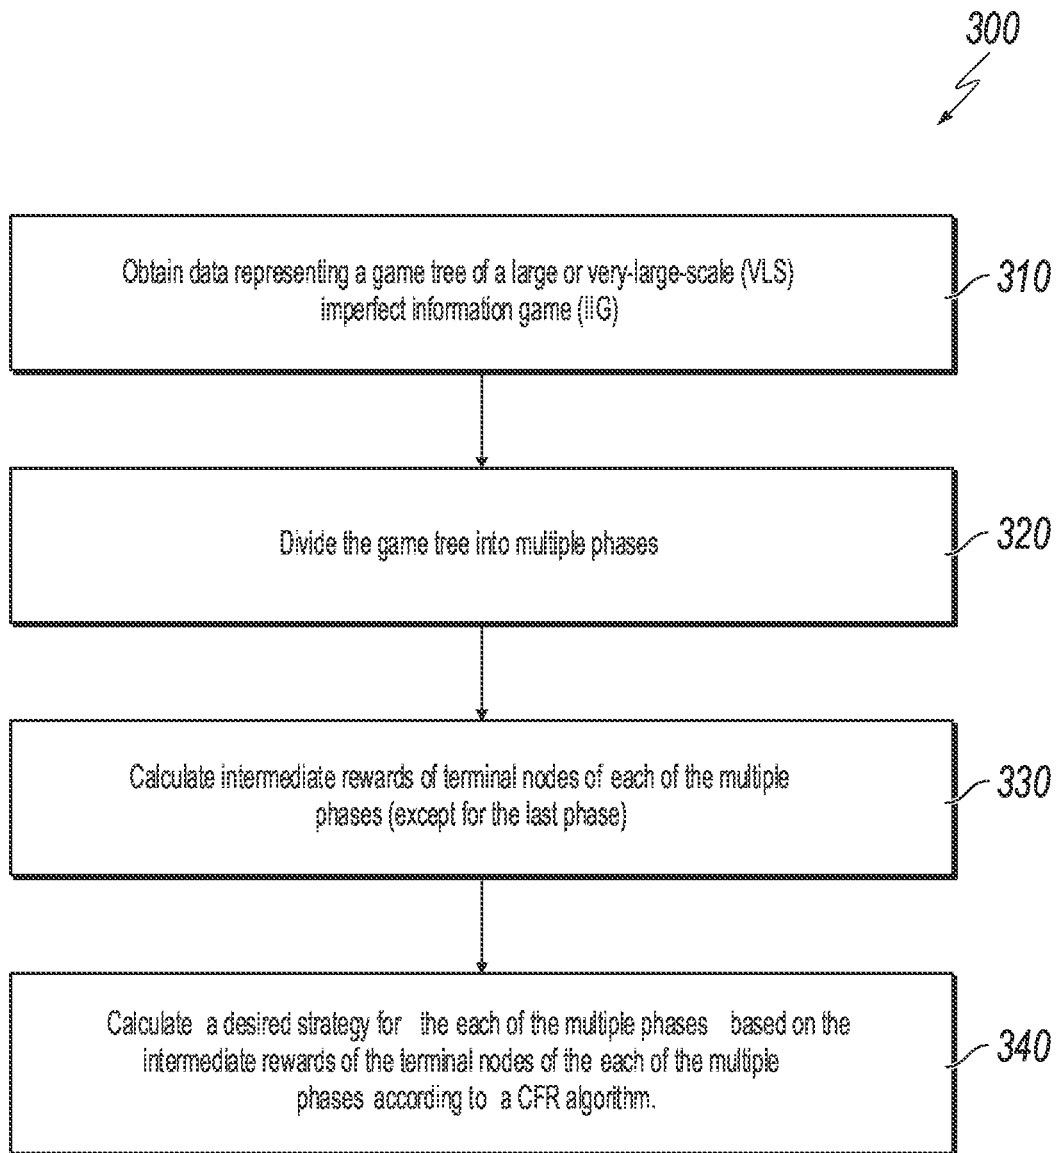 300
Obtain data representing a game tree of a large or very-large-scale (VLS)
imperfect information game (IIG)
310
Divide the game tree into multiple phases
320
Calculate intermediate rewards of terminal nodes of each of the multiple
phases (except for the last phase)
330
Calculate a desired strategy for the each of the multiple phases based on the
intermediate rewards of the terminal nodes of the each of the multiple
phases according to a CFR algorithm.
340